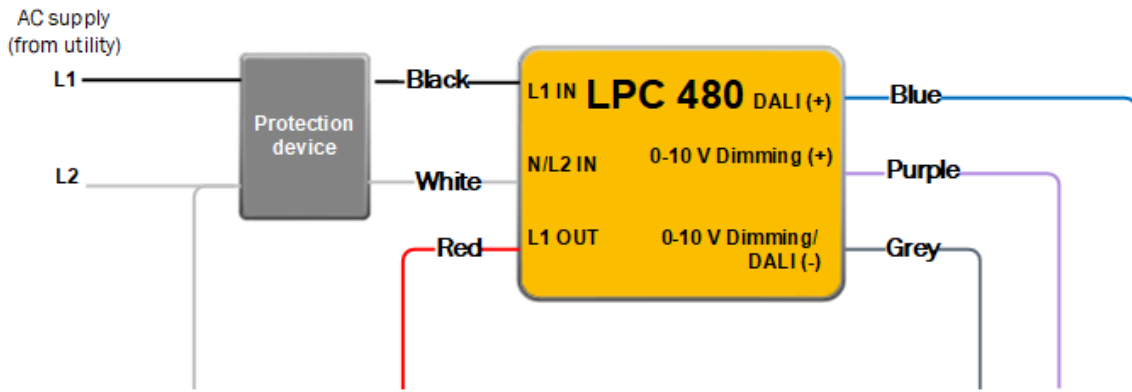 AC supply
(from utility)
L1
Protection
device
L2
Black
White
Red
L1 IN
LPC 480
DALI (+)
N/L2 IN
0-10 V Dimming (+)
L1 OUT
0-10 V Dimming/
DALI (-)
Blue
Purple
Grey